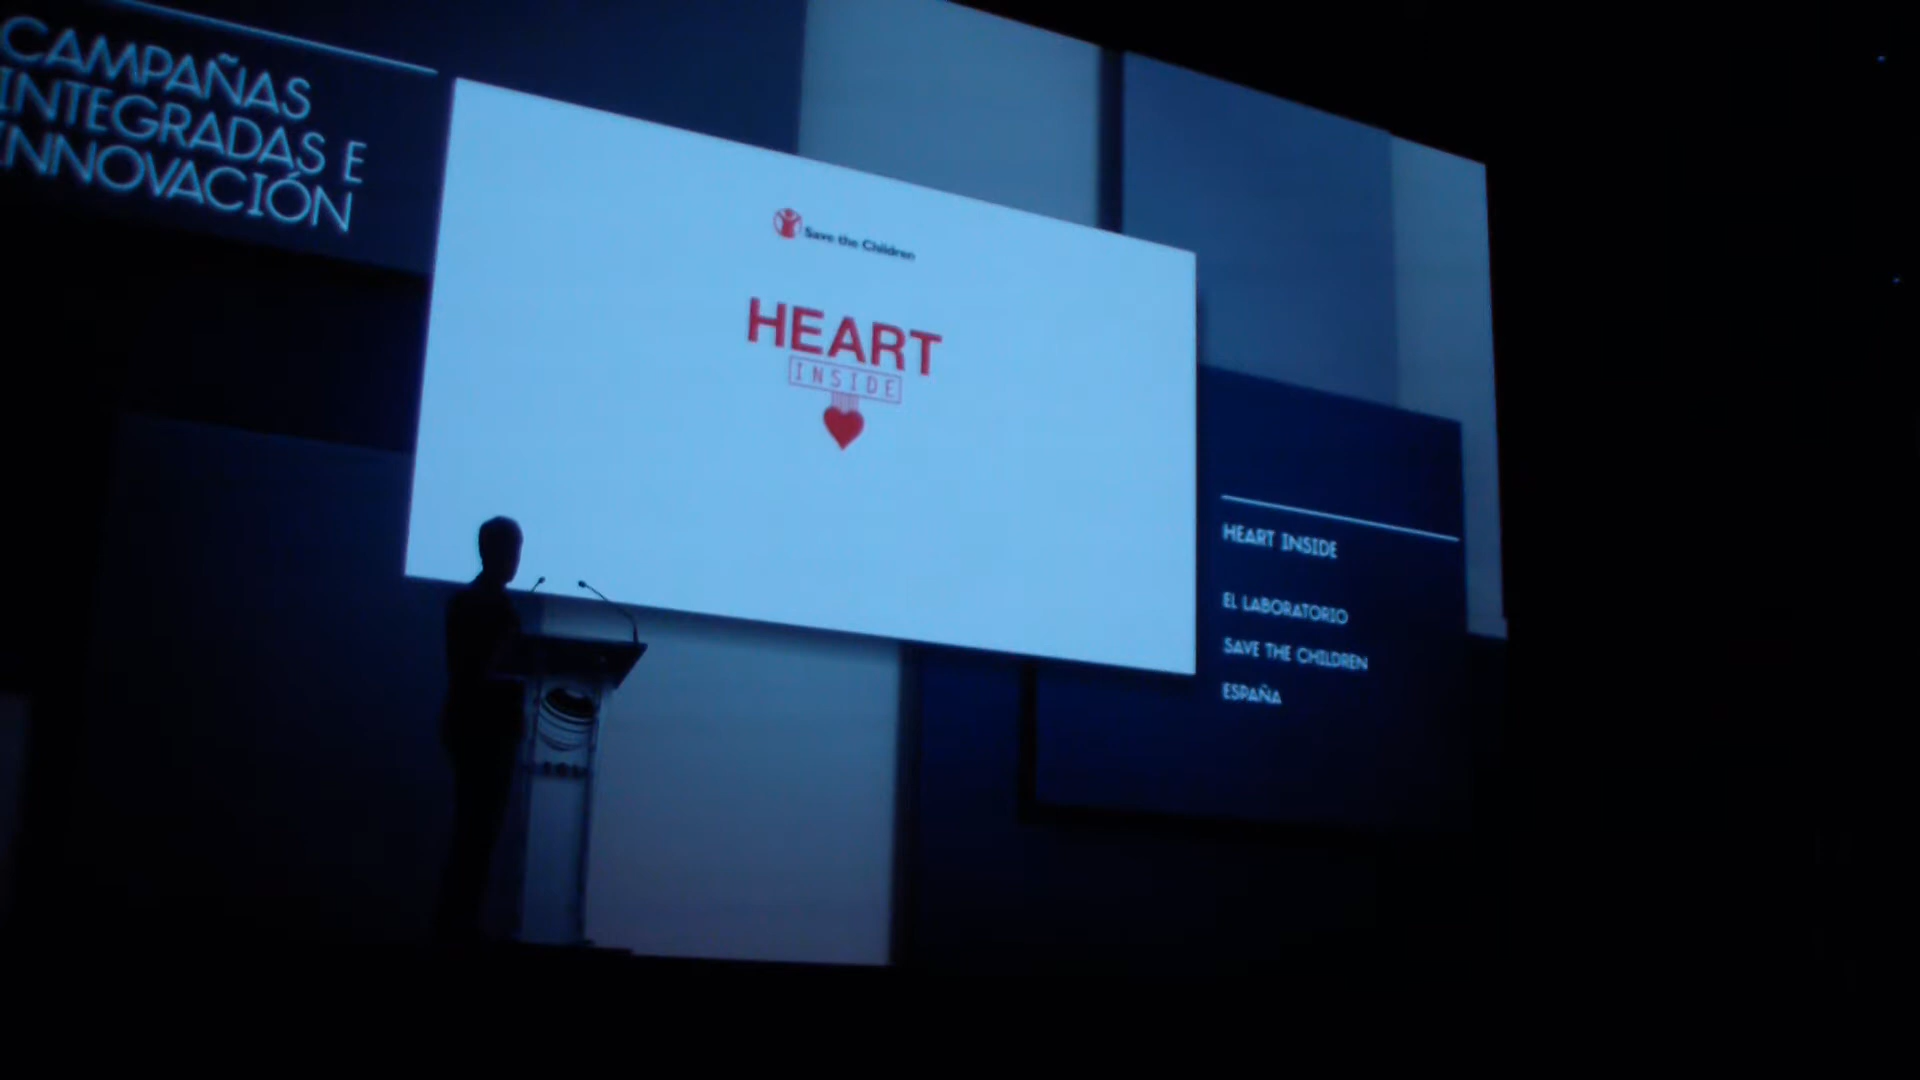 CAMPAÑAS
INTEGRADAS E
INNOVACIÓN
Save the Children
HEART
INSIDE
HEART INSIDE
EL LABORATORIO
SAVE THE CHILDREN
ESPAÑA